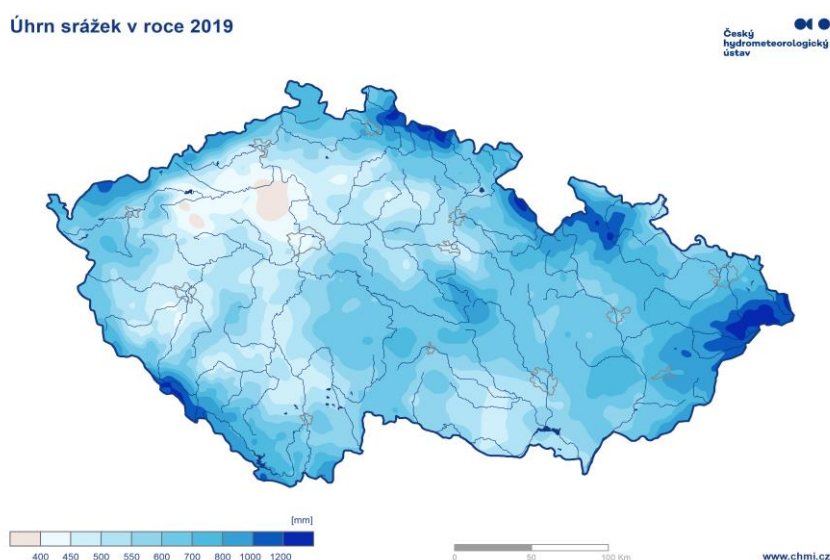 Úhrn srážek v roce 2019
Český
hydrometeorologický
ústav
[mm]
400 450 500 550 600 700 800 1000 1200
0 50 100 Km
www.chmi.cz